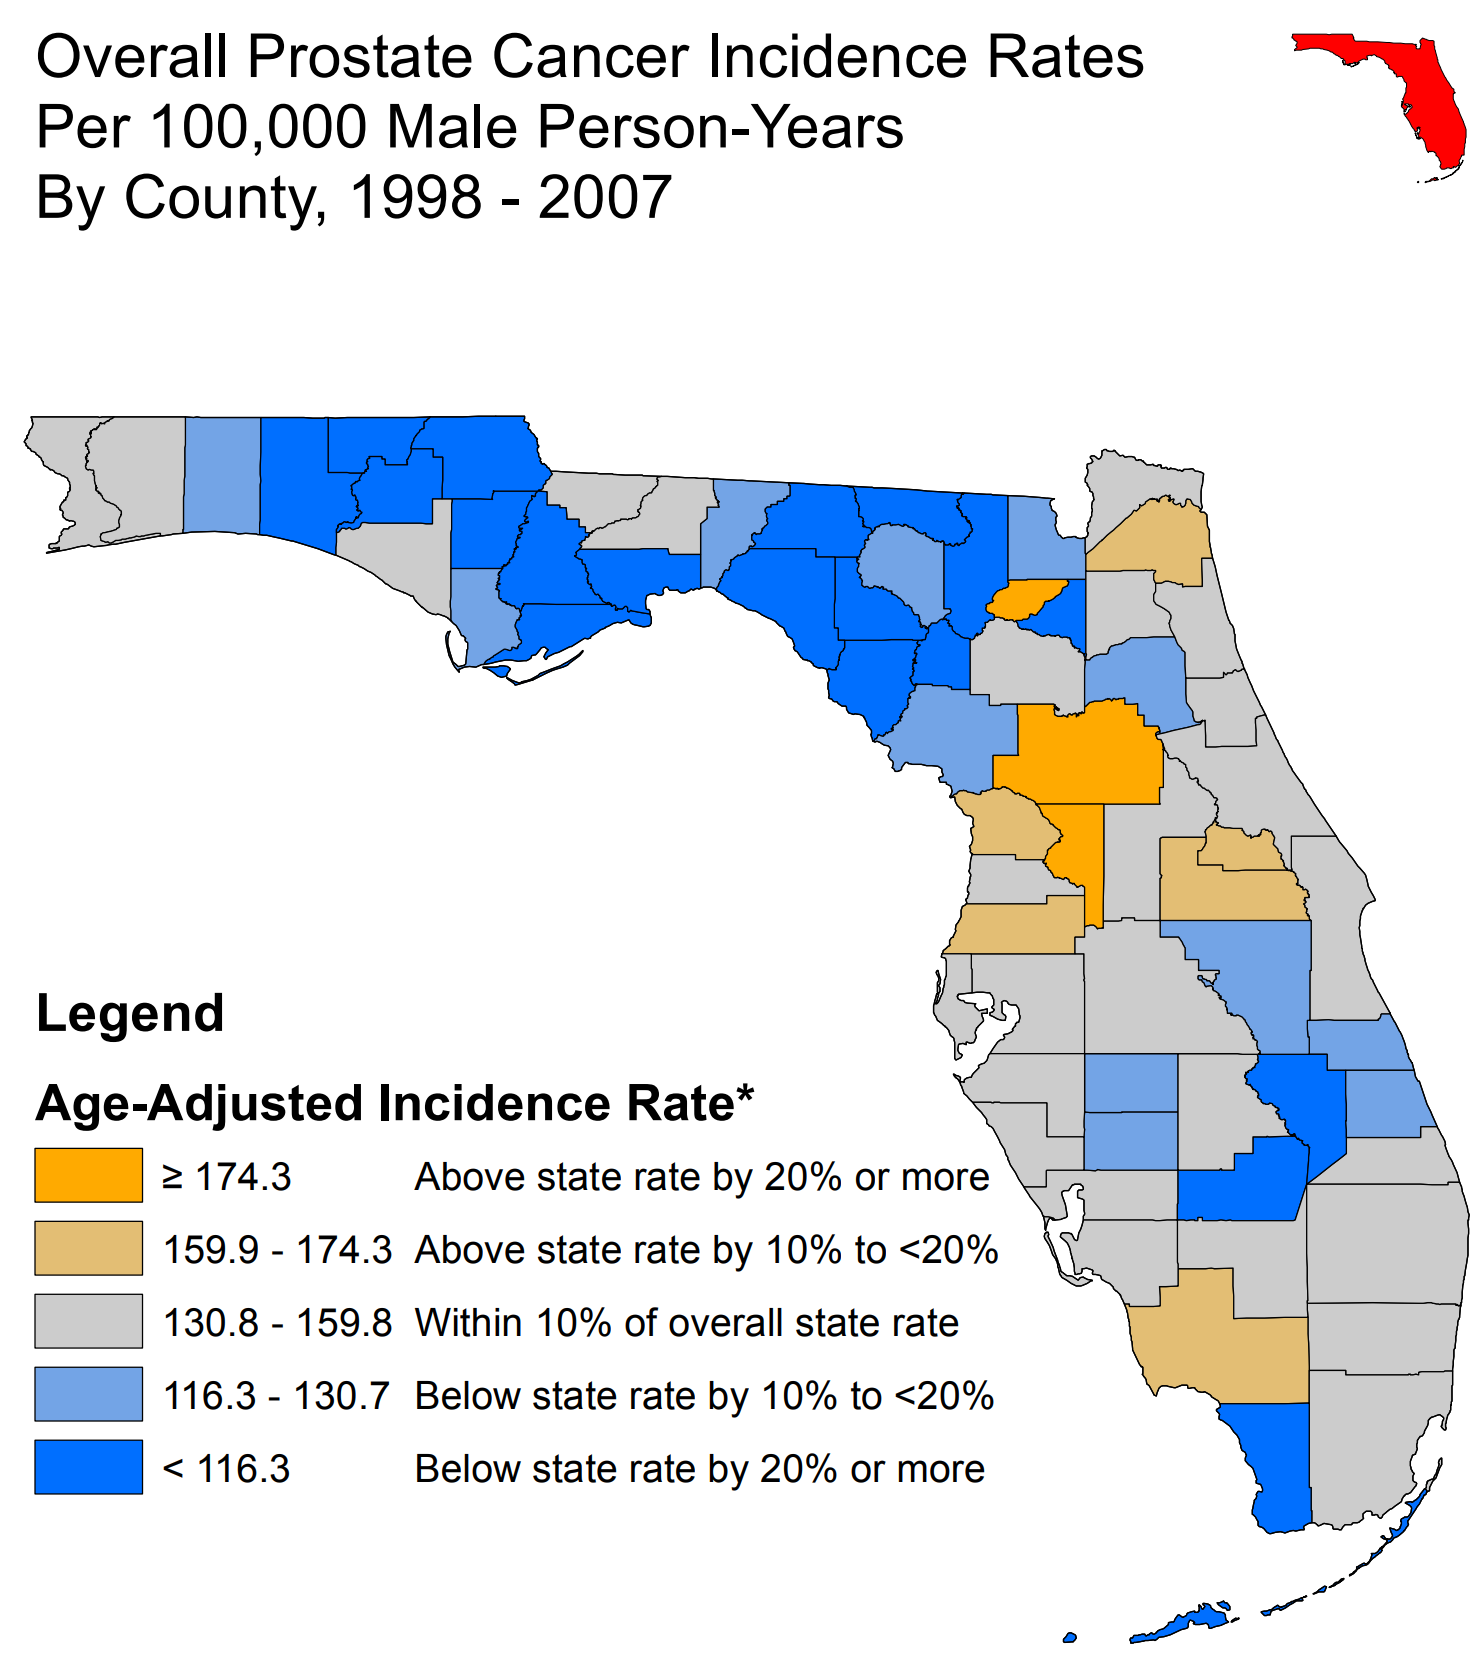 Overall Prostate Cancer Incidence Rates
Per 100,000 Male Person-Years
By County, 1998 - 2007
Legend
Age-Adjusted Incidence Rate*
≥ 174.3 Above state rate by 20% or more
159.9 - 174.3 Above state rate by 10% to <20%
130.8 - 159.8 Within 10% of overall state rate
116.3 - 130.7 Below state rate by 10% to <20%
< 116.3 Below state rate by 20% or more